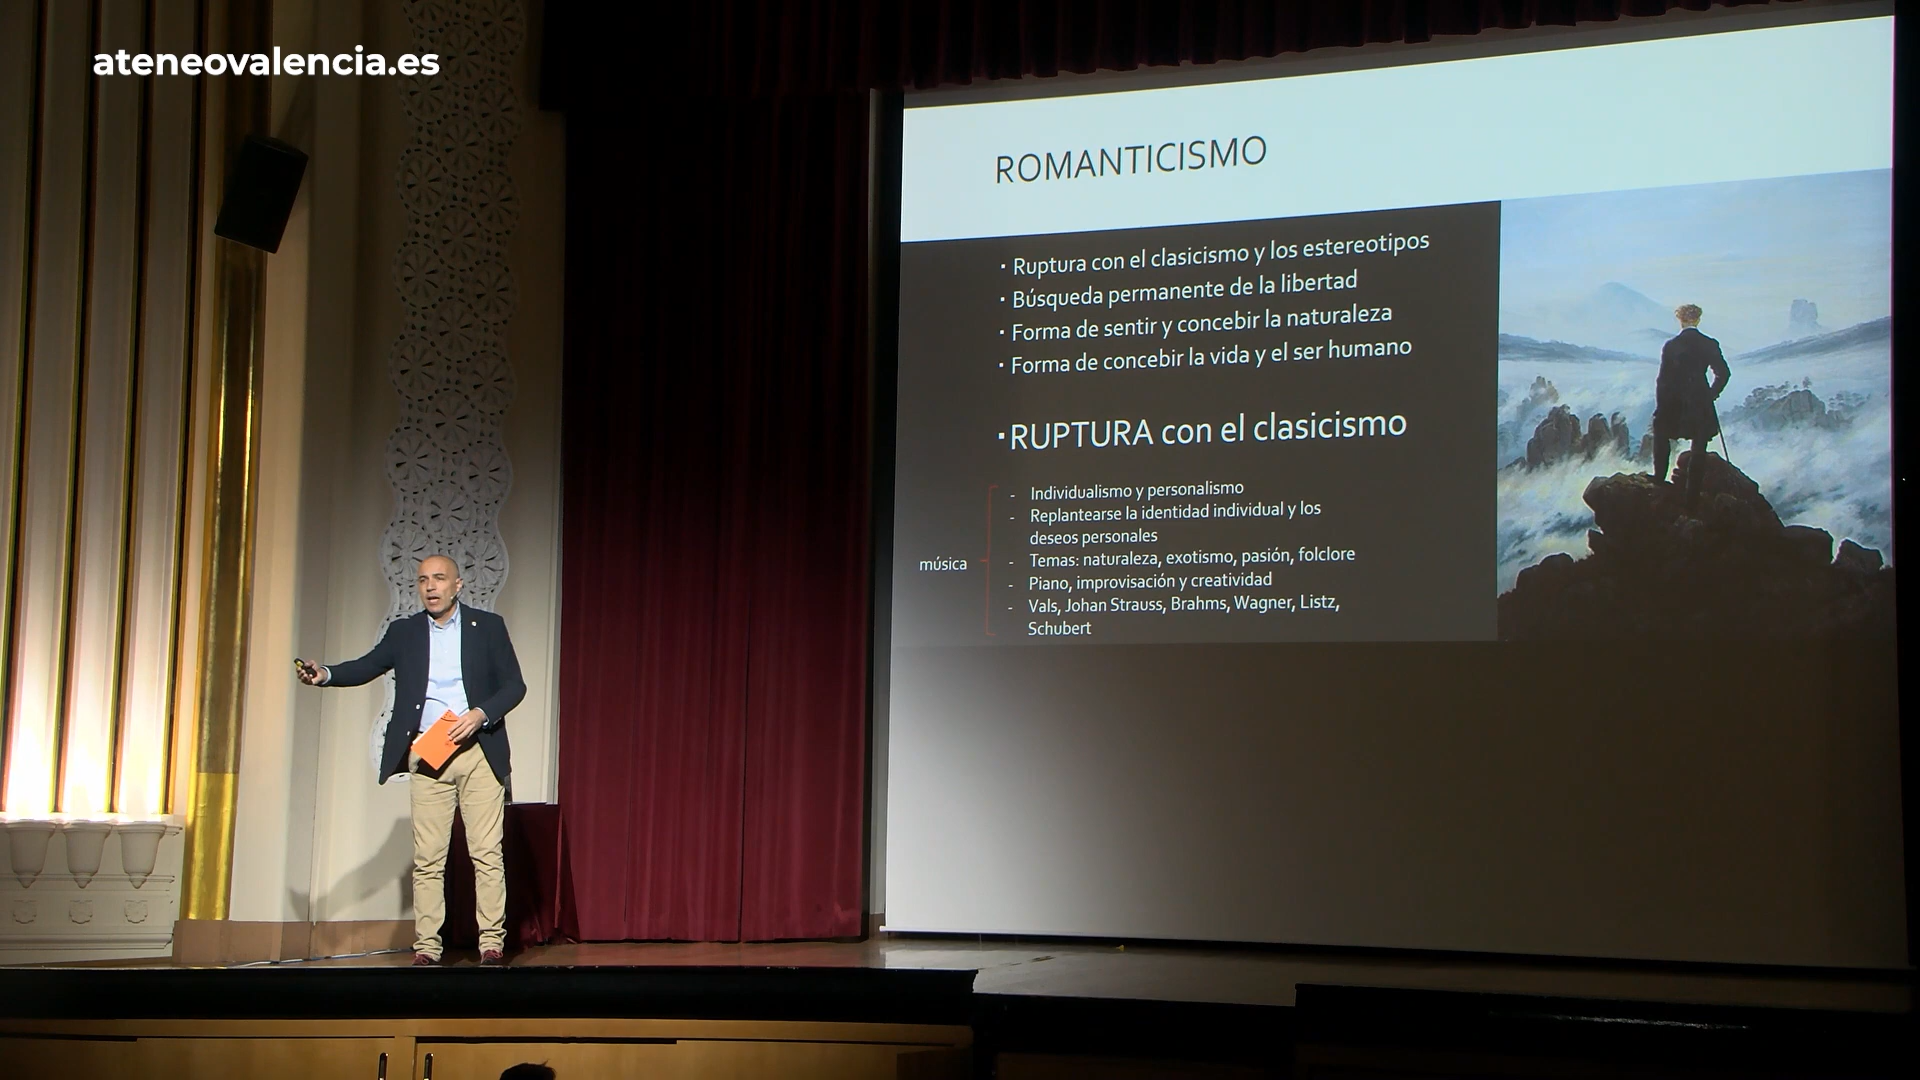 ateneovalencia.es
ROMANTICISMO
▪ Ruptura con el clasicismo y los estereotipos
▪ Búsqueda permanente de la libertad
▪ Forma de sentir y concebir la naturaleza
▪ Forma de concebir la vida y el ser humano
▪ RUPTURA con el clasicismo
música
- Individualismo y personalismo
- Replantearse la identidad individual y los
deseos personales
- Temas: naturaleza, exotismo, pasión, folclore
- Piano, improvisación y creatividad
- Vals, Johan Strauss, Brahms, Wagner, Listz,
Schubert